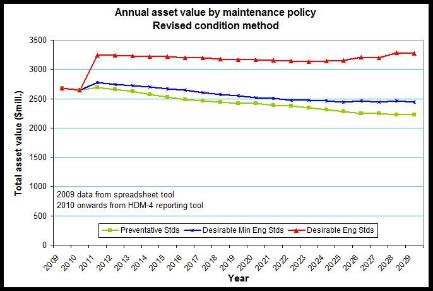 Annual asset value by maintenance policy
Revised condition method
Total asset value ($mill.)
3500
3000
2500
2000
1500
1000
500
0
2009 data from spreadsheet tool
2010 onwards from HDM-4 reporting tool
Preventative Stds
Desirable Min Eng Stds
Desirable Eng Stds
2009 2010 2011 2012 2013 2014 2015 2016 2017 2018 2019 2020 2021 2022 2023 2024 2025 2026 2027 2028 2029
Year